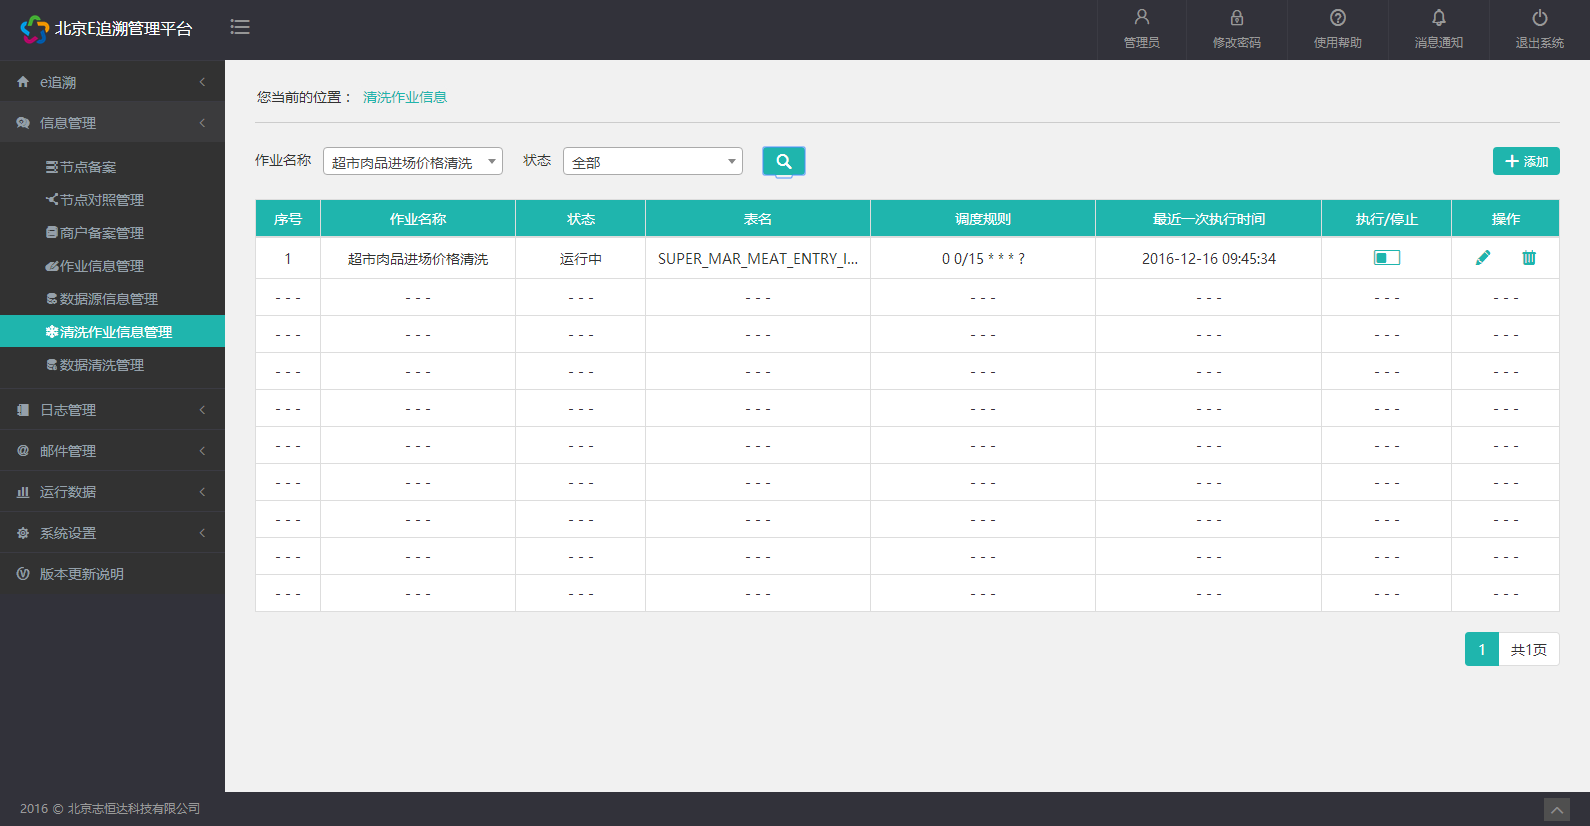 北京E追溯管理平台
管理员 修改密码 使用帮助 消息通知 退出系统
e追溯
信息管理
节点备案
节点对照管理
商户备案管理
作业信息管理
数据源信息管理
清洗作业信息管理
数据清洗管理
日志管理
邮件管理
运行数据
系统设置
版本更新说明
您当前的位置： 清洗作业信息
作业名称 超市肉品进场价格清洗 状态 全部 添加
序号 作业名称 状态 表名 调度规则 最近一次执行时间 执行/停止 操作
1 超市肉品进场价格清洗 运行中 SUPER_MAR_MEAT_ENTRY_I... 0 0/15 * * * ? 2016-12-16 09:45:34
- - - - - - - - - - - - - - - - - - - - - - - -
- - - - - - - - - - - - - - - - - - - - - - - -
- - - - - - - - - - - - - - - - - - - - - - - -
- - - - - - - - - - - - - - - - - - - - - - - -
- - - - - - - - - - - - - - - - - - - - - - - -
- - - - - - - - - - - - - - - - - - - - - - - -
- - - - - - - - - - - - - - - - - - - - - - - -
- - - - - - - - - - - - - - - - - - - - - - - -
- - - - - - - - - - - - - - - - - - - - - - - -
1 共1页
2016 © 北京志恒达科技有限公司